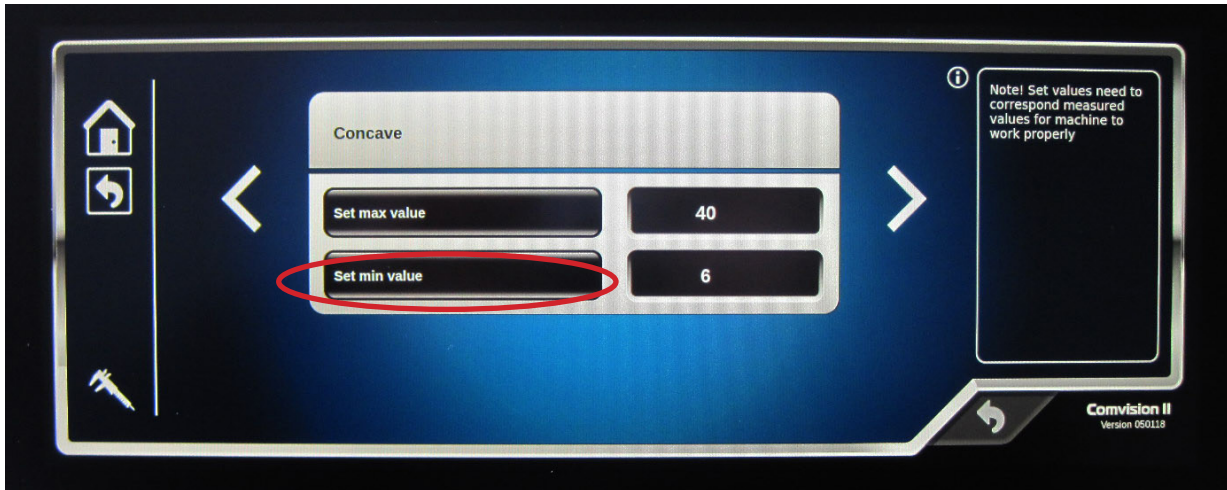 Concave
Set max value
40
Set min value
6
Note! Set values need to
correspond measured
values for machine to
work properly
Comvision II
Version 050118